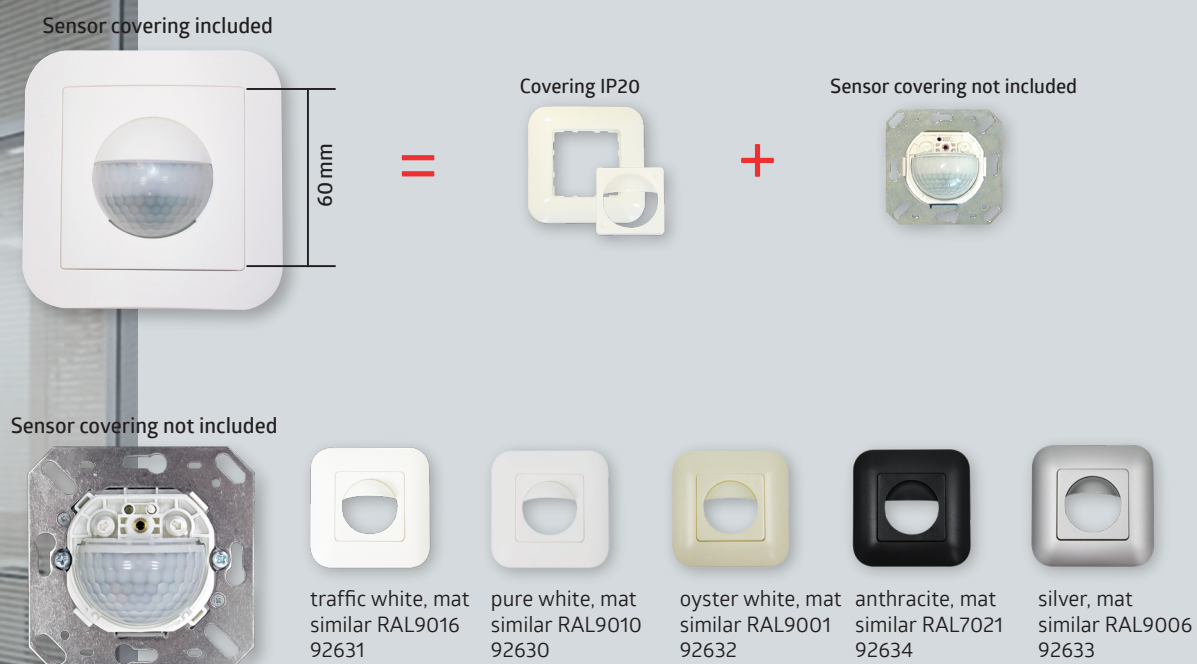 Sensor covering included
60 mm
=
Covering IP20
+
Sensor covering not included
Sensor covering not included
traffic white, mat
similar RAL9016
92631
pure white, mat
similar RAL9010
92630
oyster white, mat
similar RAL9001
92632
anthracite, mat
similar RAL7021
92634
silver, mat
similar RAL9006
92633